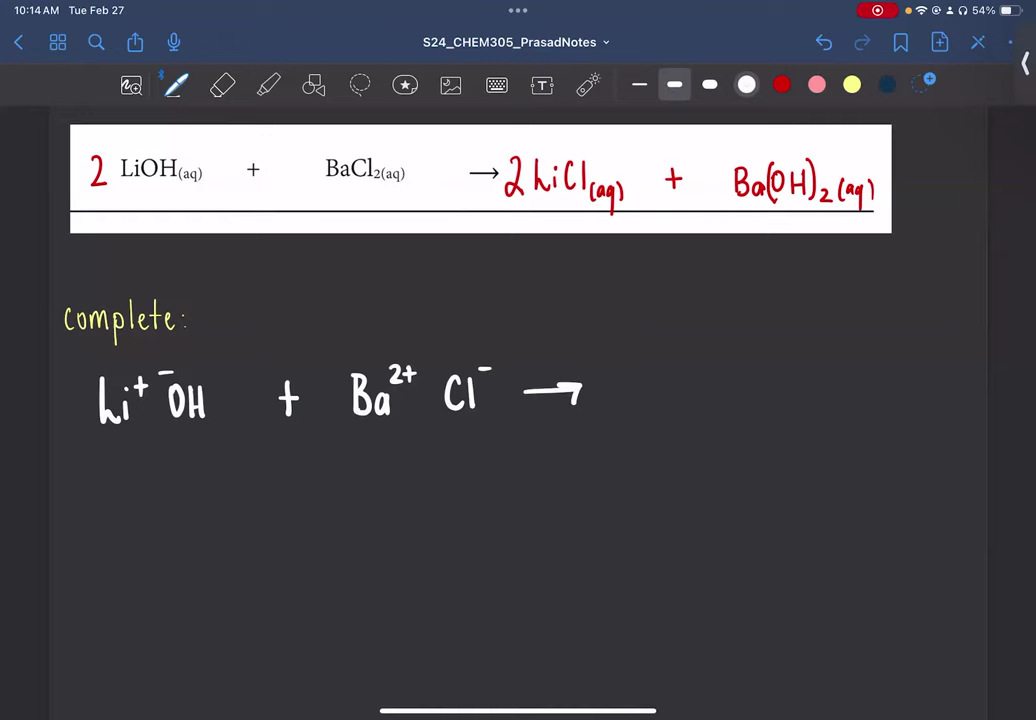 10:14 AM Tue Feb 27 54%
S24_CHEM305_PrasadNotes
2 LiOH(aq) + BaCl₂(aq) → 2 LiCl(aq) + Ba(OH)₂(aq)
complete:
Li⁺ ⁻OH + Ba²⁺ Cl⁻ →